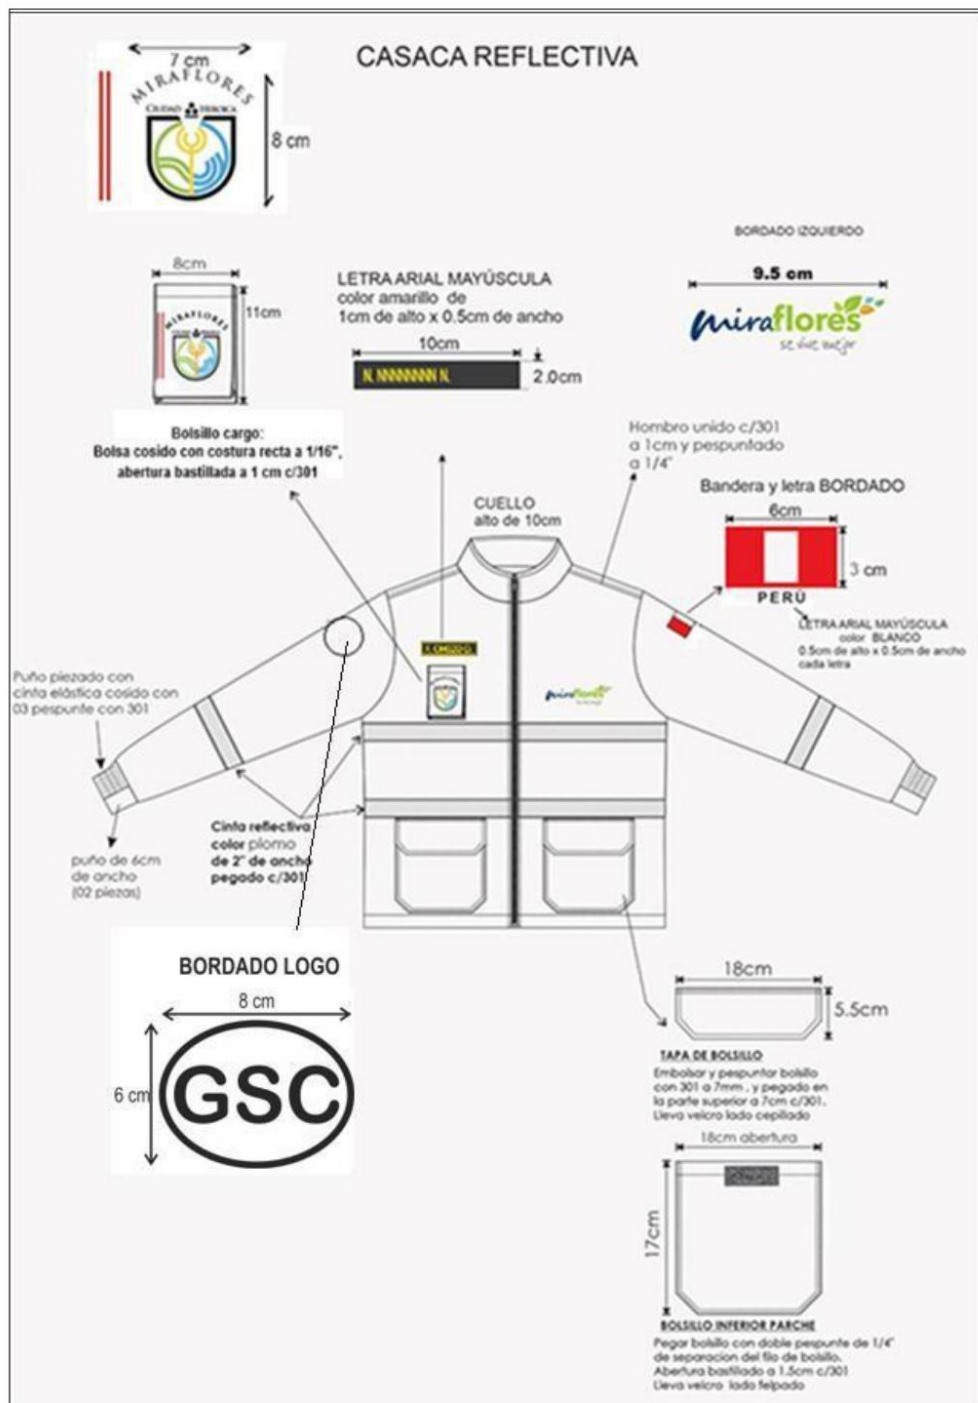 CASACA REFLECTIVA
7 cm
MIRAFLORES
CIUDAD HEROICA
8 cm
BORDADO IZQUIERDO
9.5 cm
miraflores
se vive mejor
8cm
11cm
MIRAFLORES
LETRA ARIAL MAYÚSCULA
color amarillo de
1cm de alto x 0.5cm de ancho
10cm
N. NNNNNNNN N.
2.0cm
Bolsillo cargo:
Bolsa cosido con costura recta a 1/16",
abertura bastillada a 1 cm c/301
Hombro unido c/301
a 1cm y pespuntado
a 1/4"
CUELLO
alto de 10cm
Bandera y letra BORDADO
6cm
3 cm
PERÚ
LETRA ARIAL MAYÚSCULA
color BLANCO
0.5cm de alto x 0.5cm de ancho
cada letra
Puño piezado con
cinta elástica cosido con
03 pespunte con 301
miraflores
puño de 6cm
de ancho
(02 piezas)
Cinta reflectiva
color plomo
de 2" de ancho
pegado c/301
BORDADO LOGO
8 cm
6 cm
GSC
18cm
5.5cm
TAPA DE BOLSILLO
Embolsar y pespuntar bolsillo
con 301 a 7mm , y pegado en
la parte superior a 7cm c/301.
Lleva velcro lado cepillado
18cm abertura
17cm
BOLSILLO INFERIOR PARCHE
Pegar bolsillo con doble pespunte de 1/4"
de separacion del filo de bolsillo.
Abertura bastillado a 1.5cm c/301
Lleva velcro lado felpado